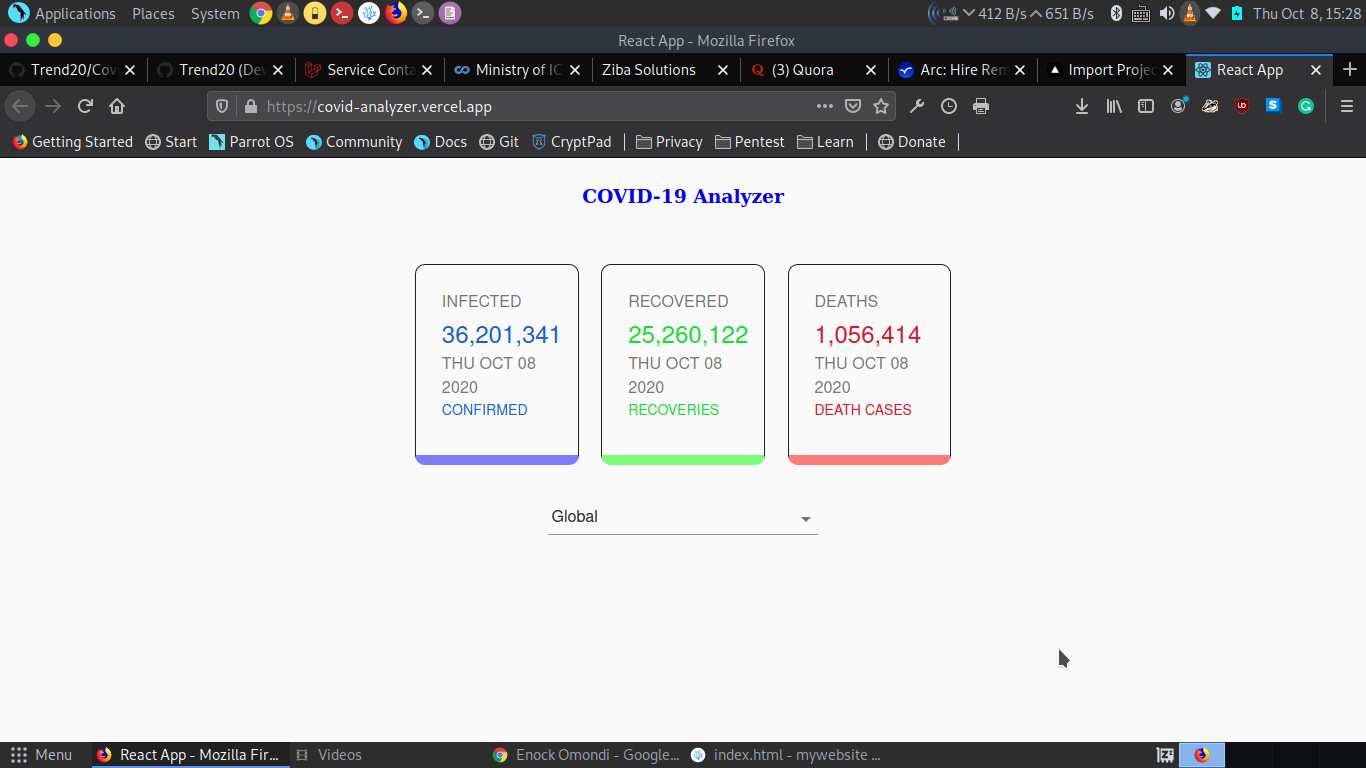 Applications Places System 412 B/s 651 B/s Thu Oct 8, 15:28
React App - Mozilla Firefox
Trend20/Cov Trend20 (Dev Service Conta Ministry of IC Ziba Solutions (3) Quora Arc: Hire Rem Import Projec React App
https://covid-analyzer.vercel.app
Getting Started Start Parrot OS Community Docs Git CryptPad Privacy Pentest Learn Donate
COVID-19 Analyzer
INFECTED
36,201,341
THU OCT 08
2020
CONFIRMED
RECOVERED
25,260,122
THU OCT 08
2020
RECOVERIES
DEATHS
1,056,414
THU OCT 08
2020
DEATH CASES
Global
Menu React App - Mozilla Fir... Videos Enock Omondi - Google... index.html - mywebsite ...